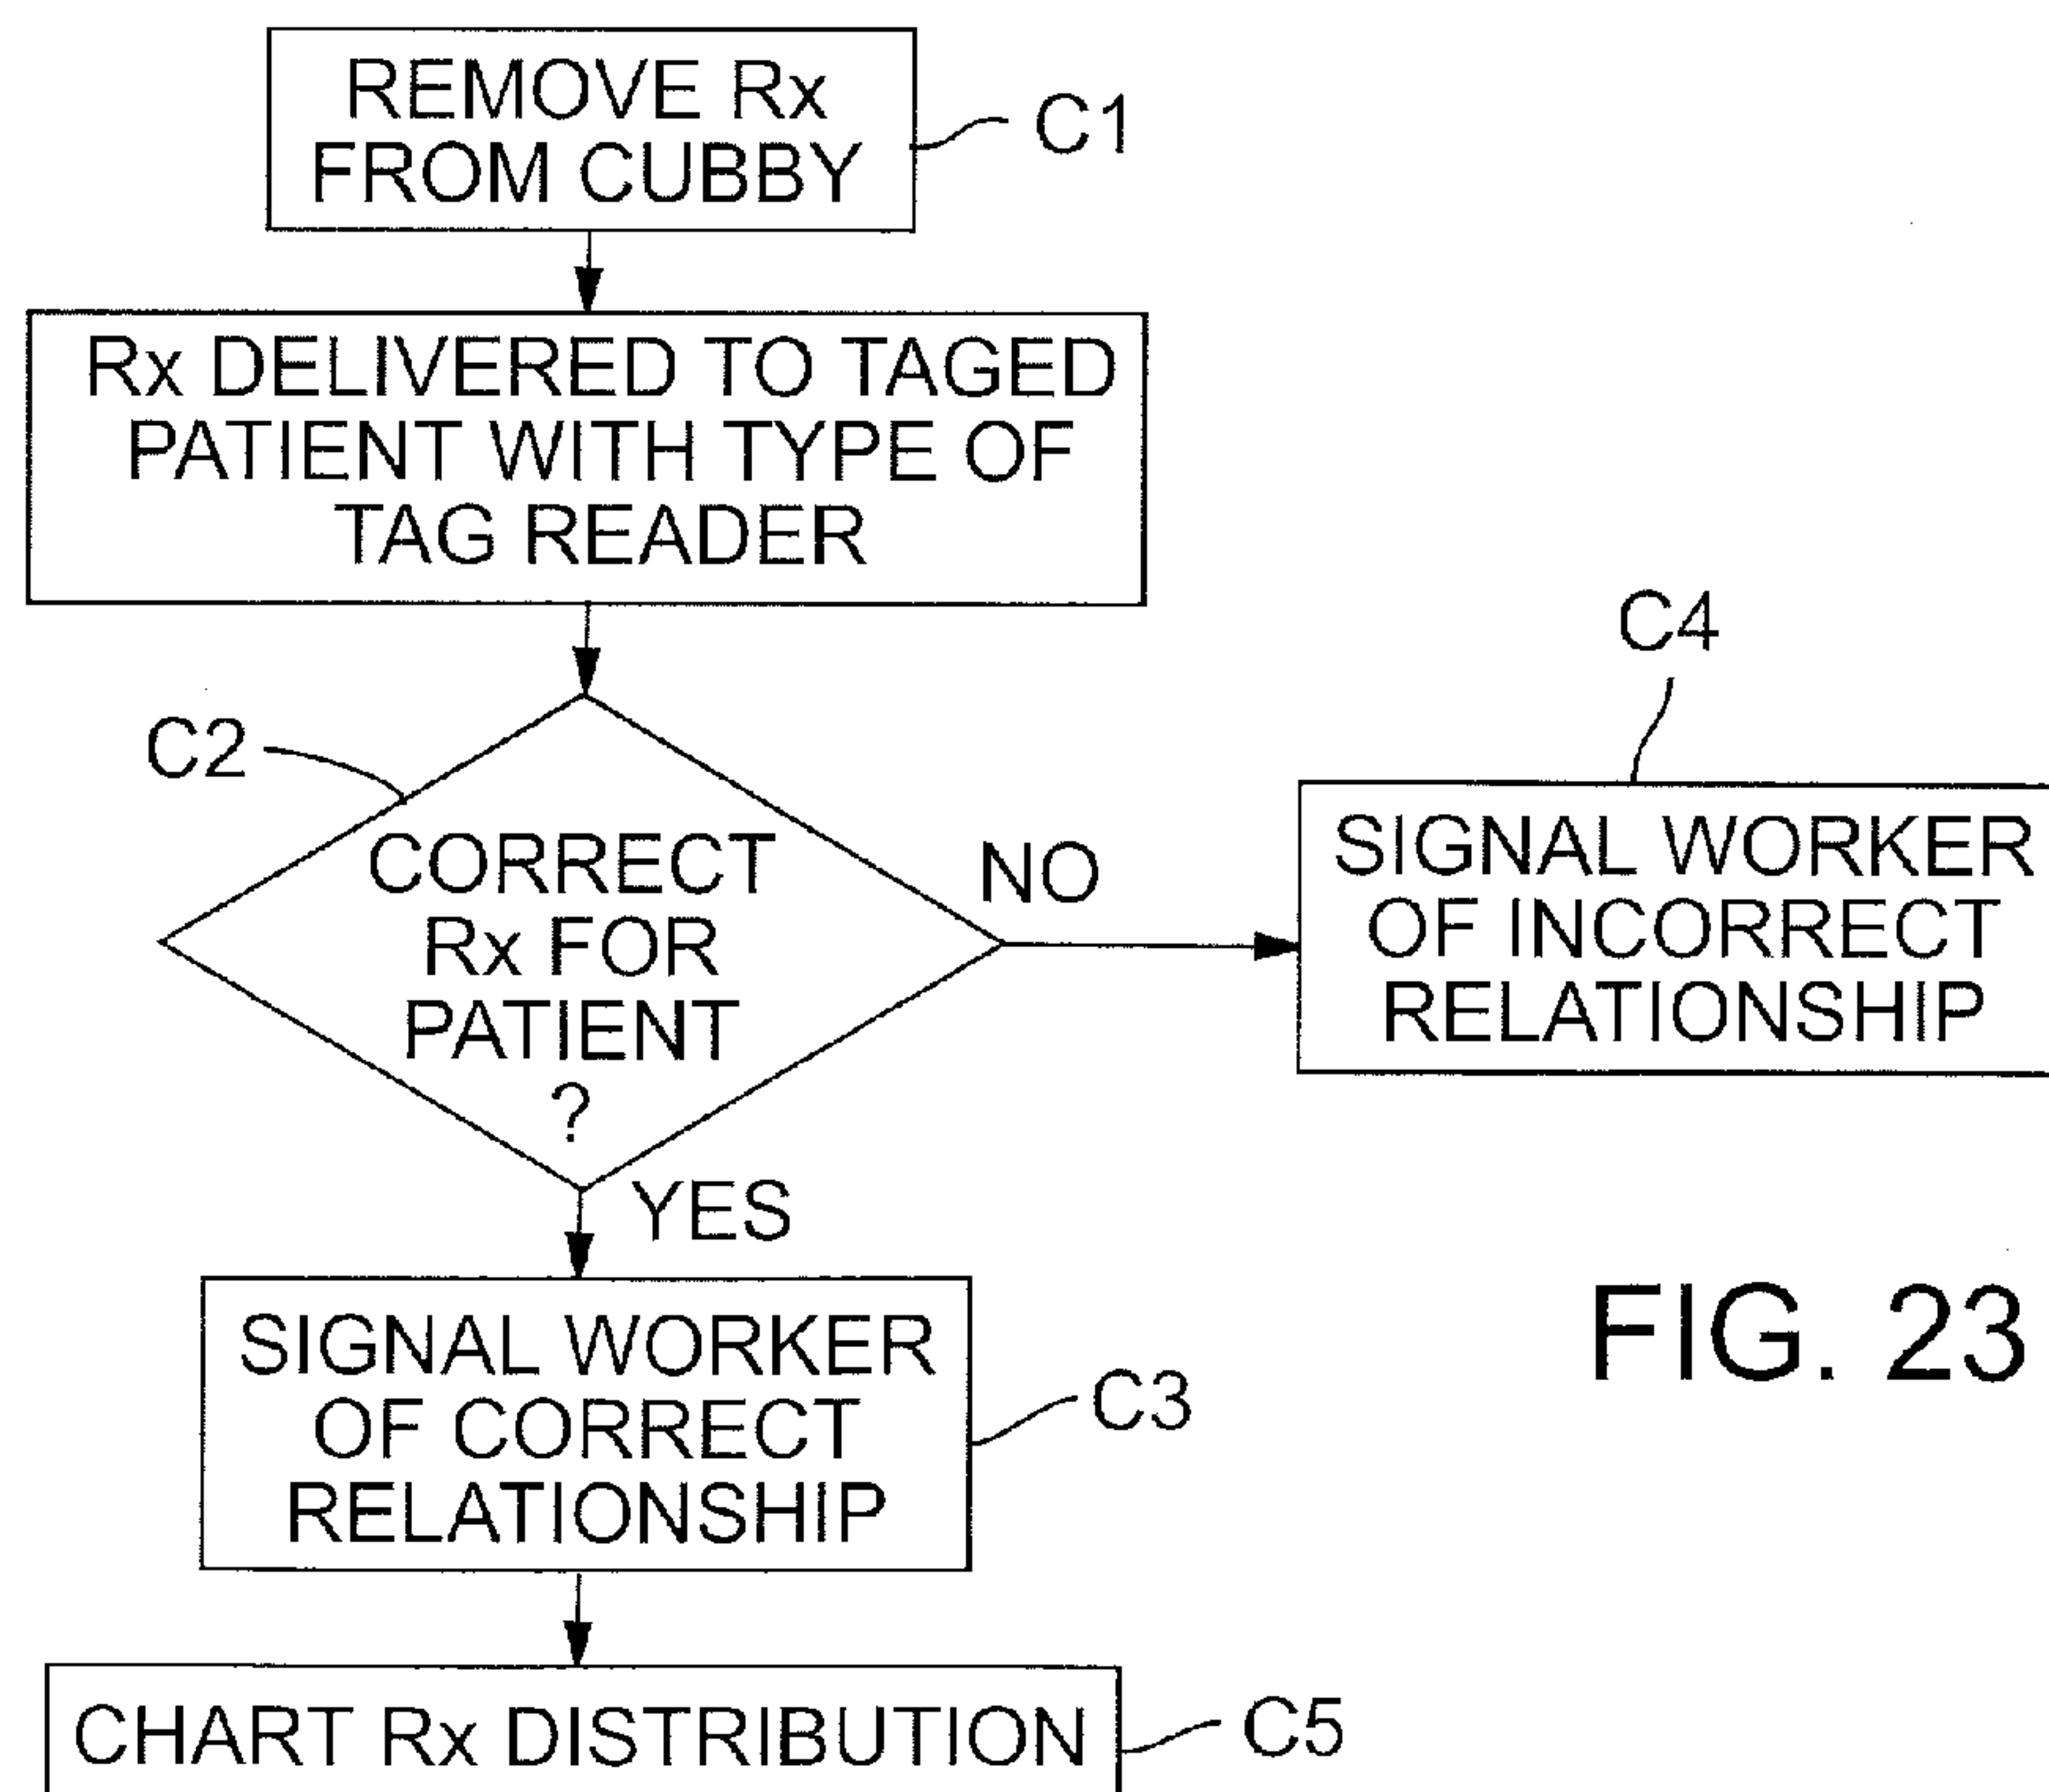 REMOVE Rx
FROM CUBBY
C1
Rx DELIVERED TO TAGED
PATIENT WITH TYPE OF
TAG READER
C2
CORRECT
Rx FOR
PATIENT
?
NO
C4
SIGNAL WORKER
OF INCORRECT
RELATIONSHIP
YES
SIGNAL WORKER
OF CORRECT
RELATIONSHIP
C3
CHART Rx DISTRIBUTION
C5
FIG. 23